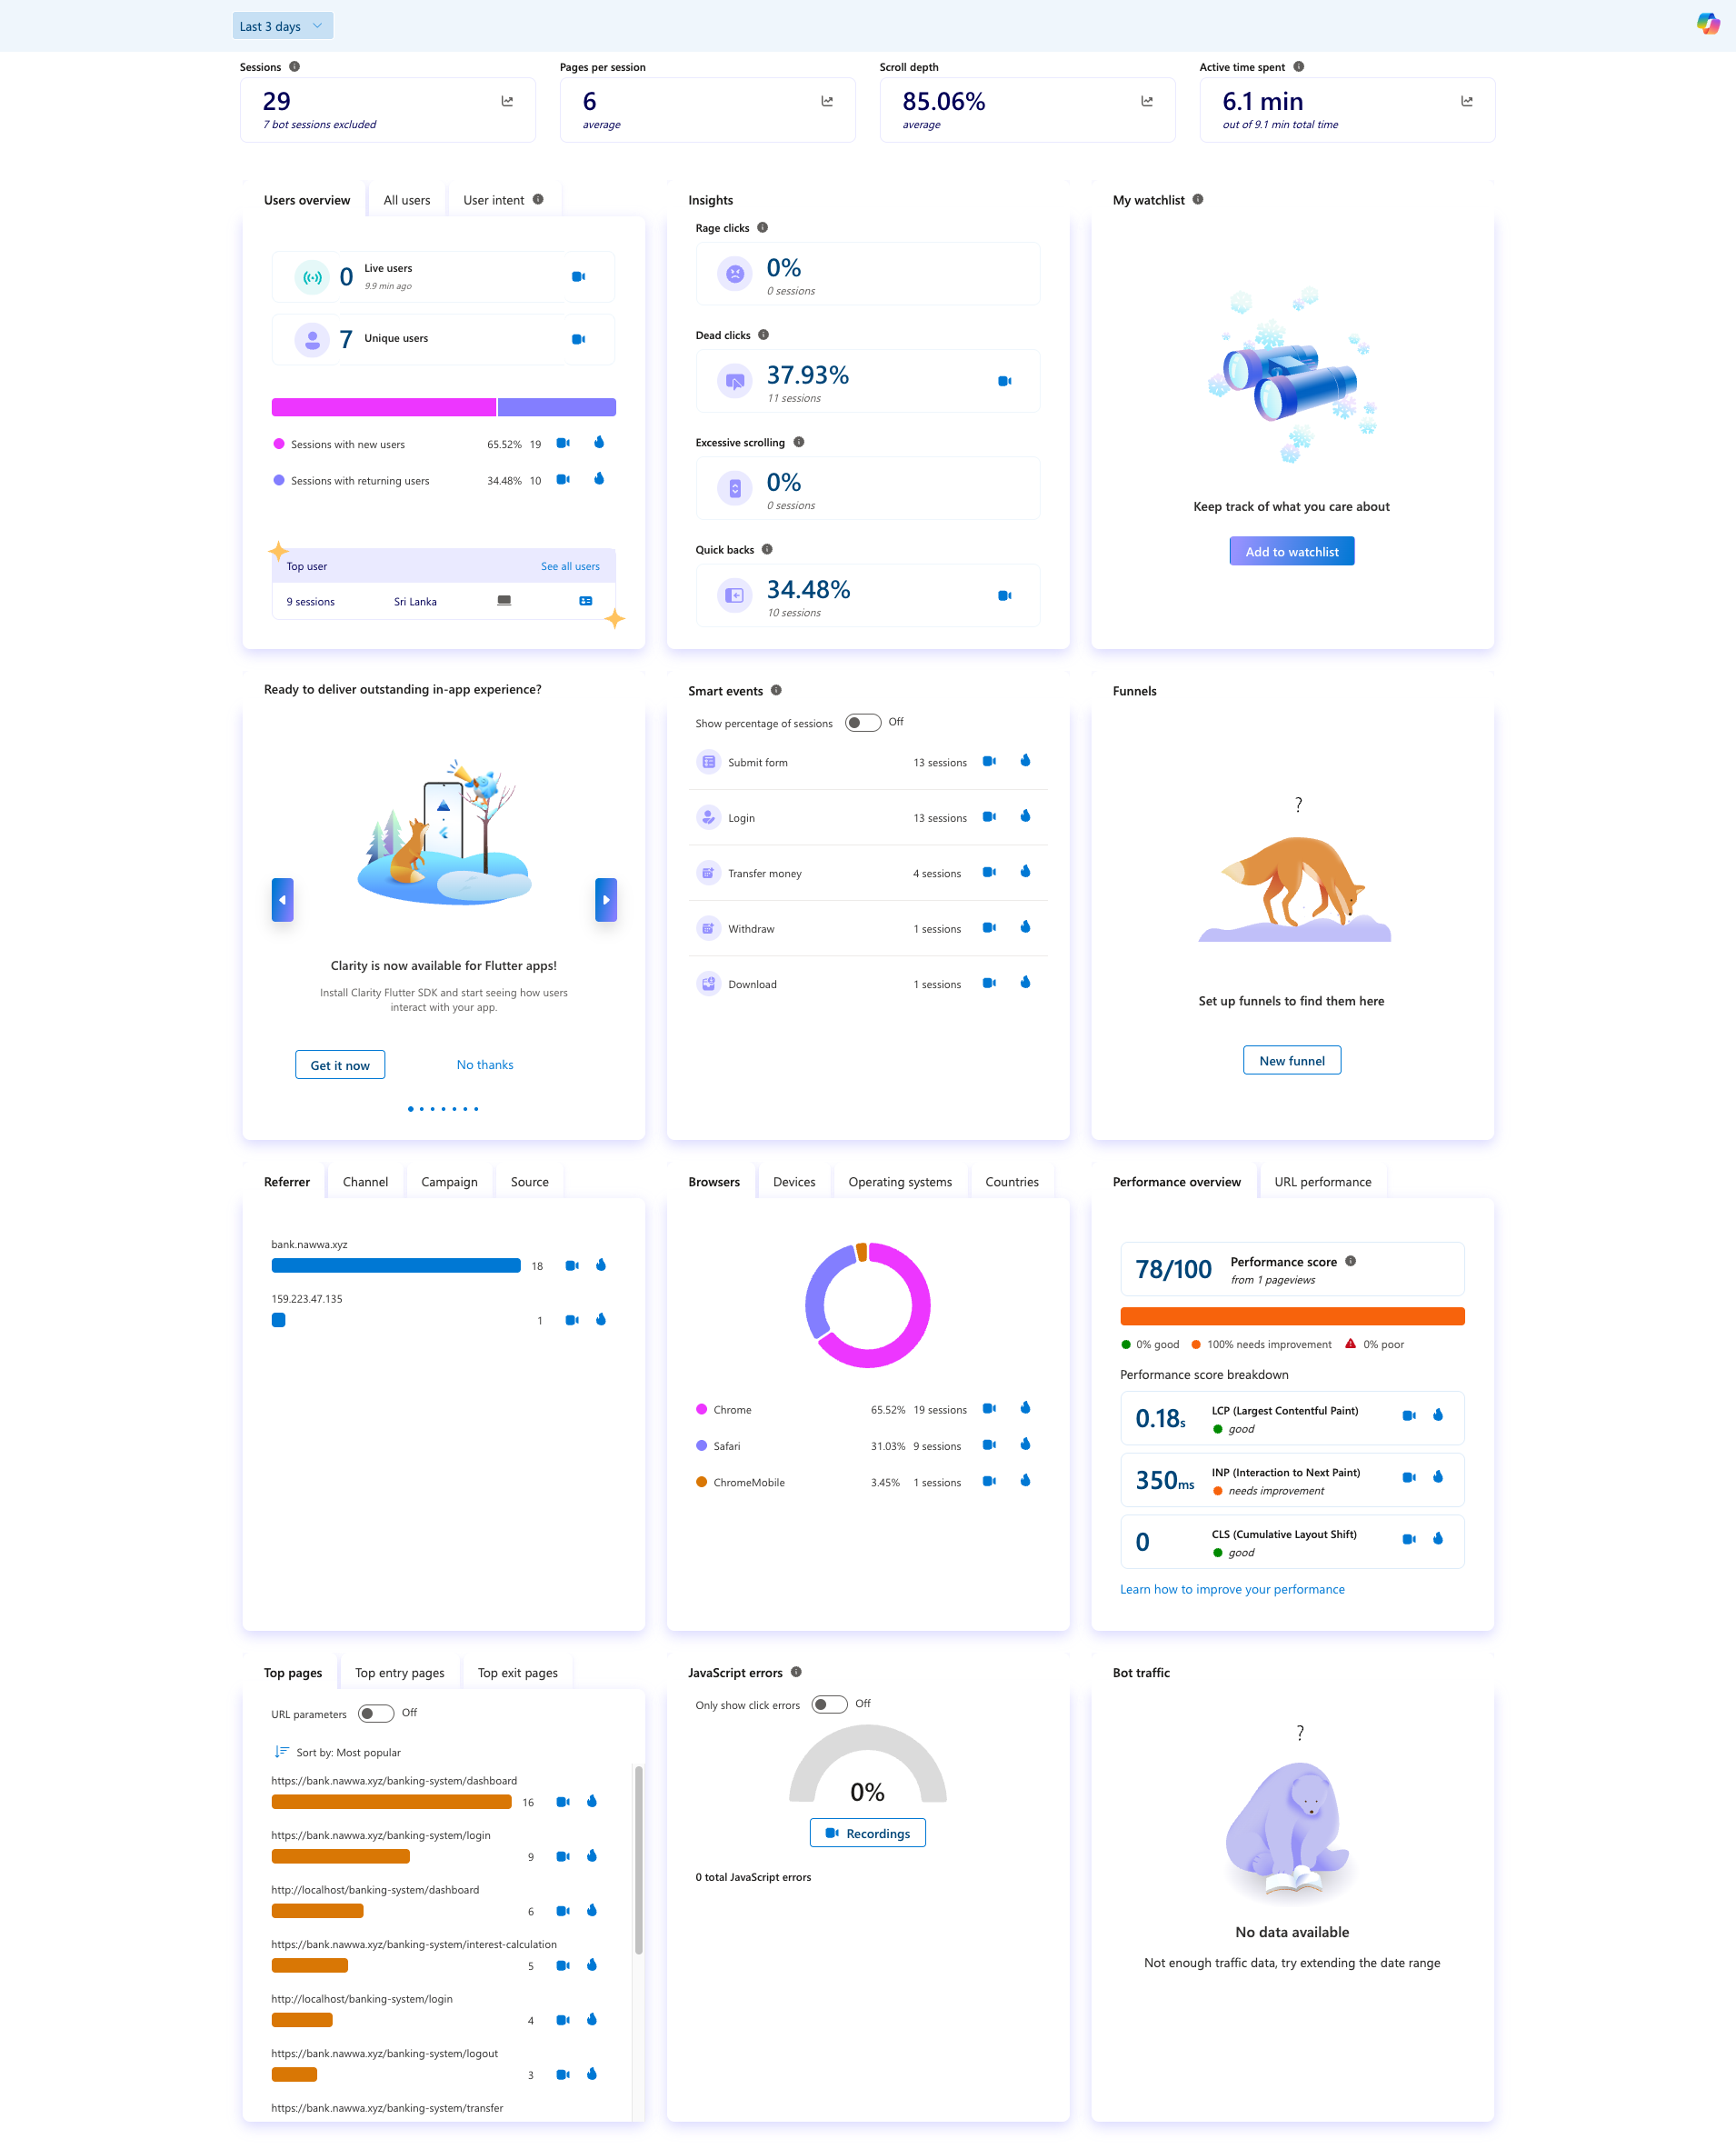 Last 3 days
Sessions
29
7 bot sessions excluded
Pages per session
6
average
Scroll depth
85.06%
average
Active time spent
6.1 min
out of 9.1 min total time
Users overview
All users
User intent
0
Live users
9.9 min ago
7
Unique users
Sessions with new users 65.52% 19
Sessions with returning users 34.48% 10
Top user
See all users
9 sessions
Sri Lanka
Insights
Rage clicks
0%
0 sessions
Dead clicks
37.93%
11 sessions
Excessive scrolling
0%
0 sessions
Quick backs
34.48%
10 sessions
My watchlist
Keep track of what you care about
Add to watchlist
Ready to deliver outstanding in-app experience?
Clarity is now available for Flutter apps!
Install Clarity Flutter SDK and start seeing how users
interact with your app.
Get it now
No thanks
Smart events
Show percentage of sessions
Off
Submit form 13 sessions
Login 13 sessions
Transfer money 4 sessions
Withdraw 1 sessions
Download 1 sessions
Funnels
?
Set up funnels to find them here
New funnel
Referrer
Channel
Campaign
Source
bank.nawwa.xyz
18
159.223.47.135
1
Browsers
Devices
Operating systems
Countries
Chrome 65.52% 19 sessions
Safari 31.03% 9 sessions
ChromeMobile 3.45% 1 sessions
Performance overview
URL performance
78/100
Performance score
from 1 pageviews
0% good
100% needs improvement
0% poor
Performance score breakdown
0.18s
LCP (Largest Contentful Paint)
good
350ms
INP (Interaction to Next Paint)
needs improvement
0
CLS (Cumulative Layout Shift)
good
Learn how to improve your performance
Top pages
Top entry pages
Top exit pages
URL parameters
Off
Sort by: Most popular
https://bank.nawwa.xyz/banking-system/dashboard
16
https://bank.nawwa.xyz/banking-system/login
9
http://localhost/banking-system/dashboard
6
https://bank.nawwa.xyz/banking-system/interest-calculation
5
http://localhost/banking-system/login
4
https://bank.nawwa.xyz/banking-system/logout
3
https://bank.nawwa.xyz/banking-system/transfer
JavaScript errors
Only show click errors
Off
0%
Recordings
0 total JavaScript errors
Bot traffic
?
No data available
Not enough traffic data, try extending the date range